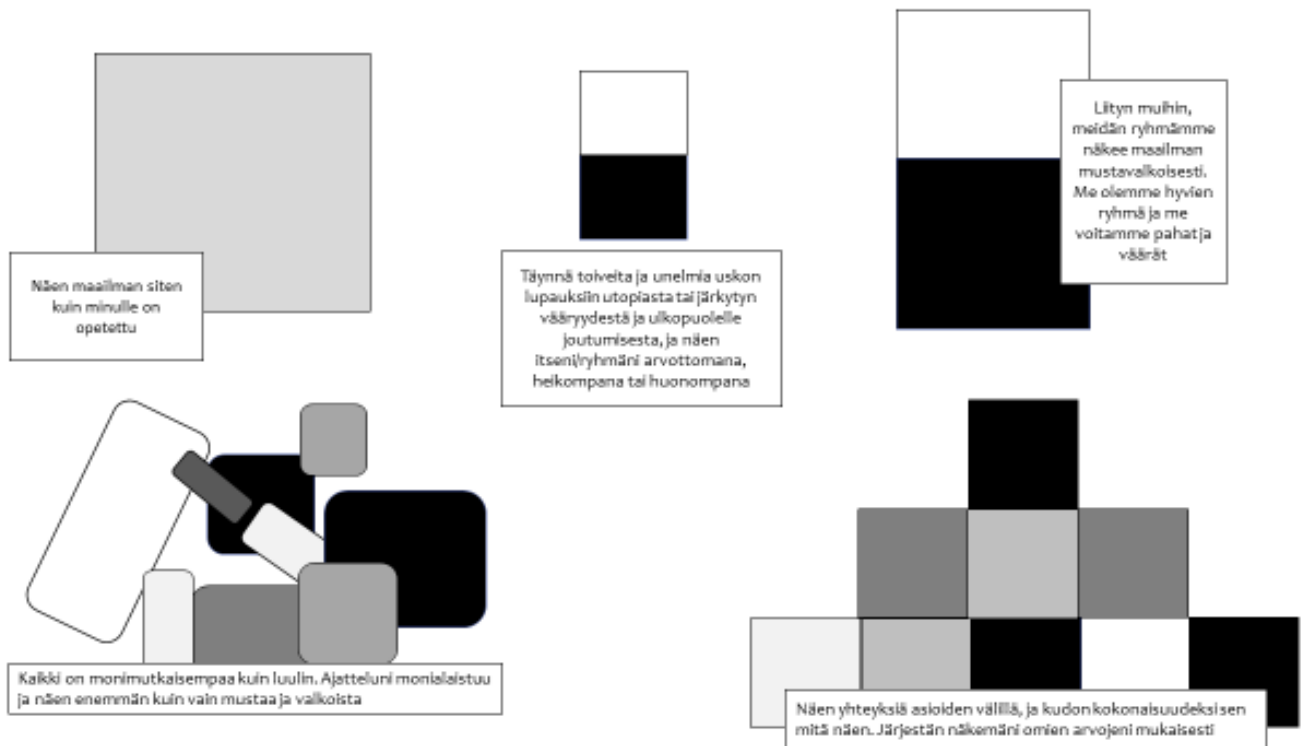 Näen maailman siten
kuin minulle on
opetettu
Täynnä toiveita ja unelmia uskon
lupauksiin utopiasta tai järkytyn
vääryydestä ja ulkopuolelle
joutumisesta, ja näen
itseni/ryhmäni arvottomana,
heikompana tai huonompana
Liityn muihin,
meidän ryhmämme
näkee maailman
mustavalkoisesti.
Me olemme hyvien
ryhmä ja me
voitamme pahat ja
väärät
Kaikki on monimutkaisempaa kuin luulin. Ajatteluni monialaistuu
ja näen enemmän kuin vain mustaa ja valkoista
Näen yhteyksiä asioiden välillä, ja kudon kokonaisuudeksi sen
mitä näen. Järjestän näkemäni omien arvojeni mukaisesti